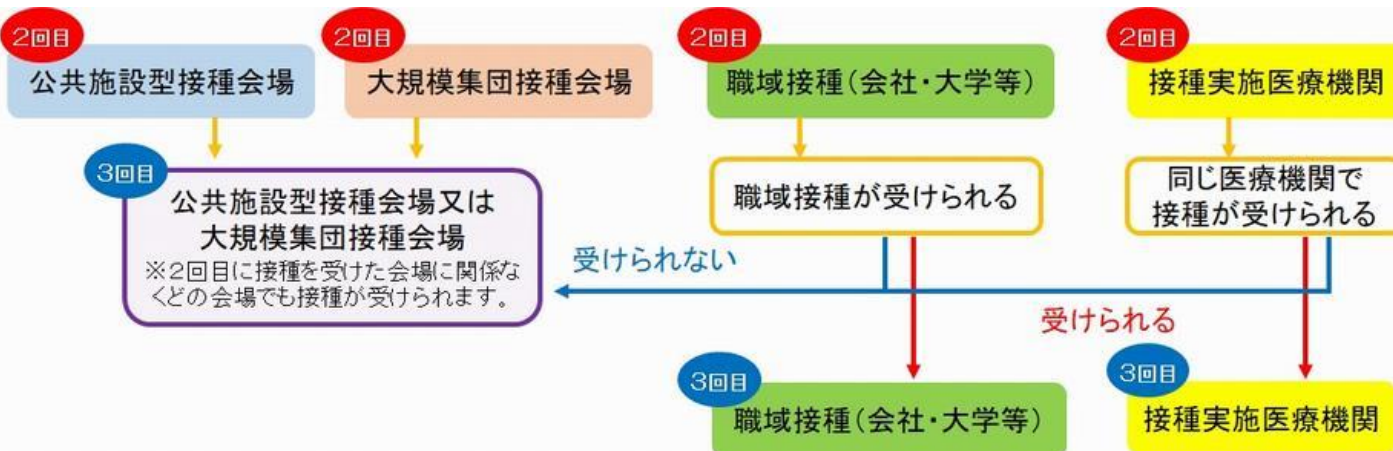 2回目
公共施設型接種会場
2回目
大規模集団接種会場
2回目
職域接種(会社・大学等)
2回目
接種実施医療機関
3回目
公共施設型接種会場又は
大規模集団接種会場
※2回目に接種を受けた会場に関係な
くどの会場でも接種が受けられます。
職域接種が受けられる
同じ医療機関で
接種が受けられる
受けられない
受けられる
3回目
職域接種(会社・大学等)
3回目
接種実施医療機関